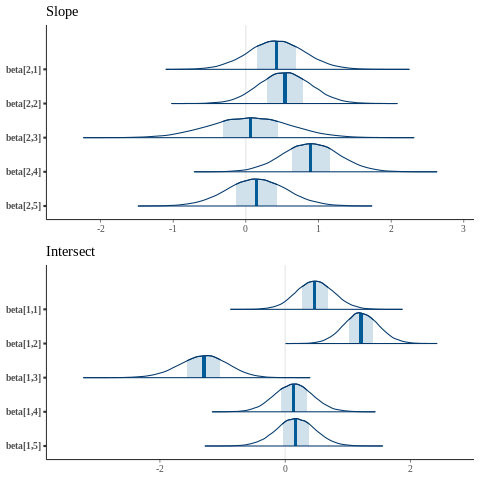 Slope
beta[2,1]
beta[2,2]
beta[2,3]
beta[2,4]
beta[2,5]
-2 -1 0 1 2 3
Intersect
beta[1,1]
beta[1,2]
beta[1,3]
beta[1,4]
beta[1,5]
-2 0 2